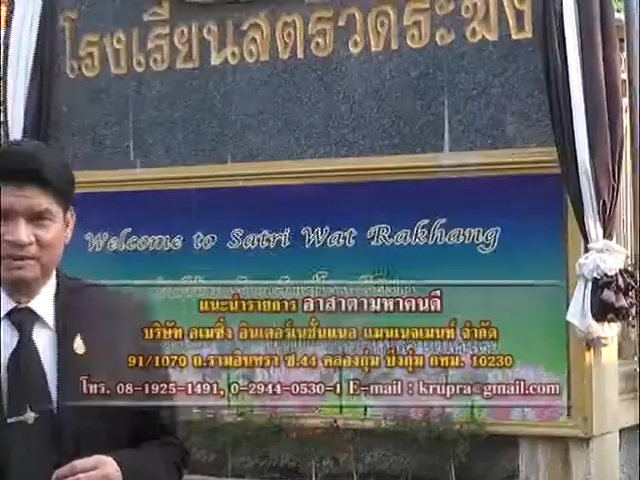 โรงเรียนสตรีวัดระฆัง
Welcome to Satri Wat Rakhang
แนะนำรายการ อาสาตามหาคนดี
บริษัท อเมซิ่ง อินเตอร์เนชั่นแนล แมนเนจเมนท์ จำกัด
91/1070 ถ.รามอินทรา ซ.44 คลองกุ่ม บึงกุ่ม กทม. 10230
โทร. 08-1925-1491, 0-2944-0530-1 E-mail : krupra@gmail.com